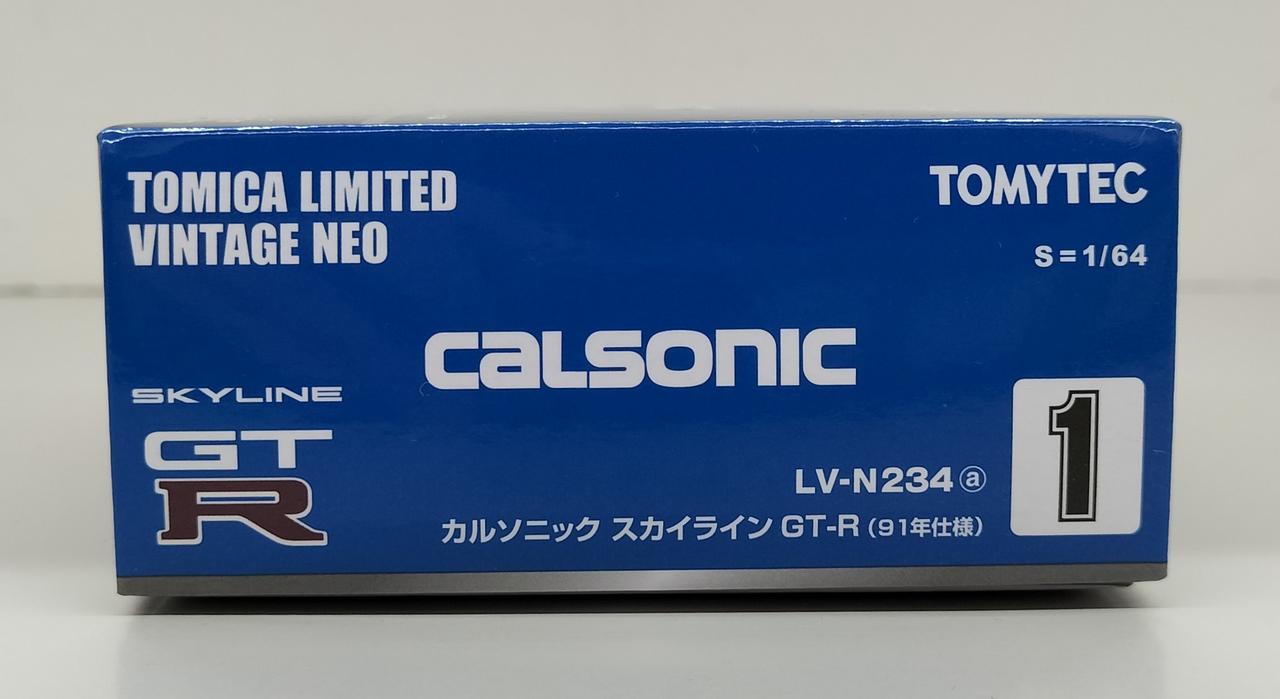 TOMICA LIMITED
VINTAGE NEO
TOMYTEC
S=1/64
CALSONIC
SKYLINE
GT
R
1
LV-N234ⓐ
カルソニック スカイライン GT-R（91年仕様）